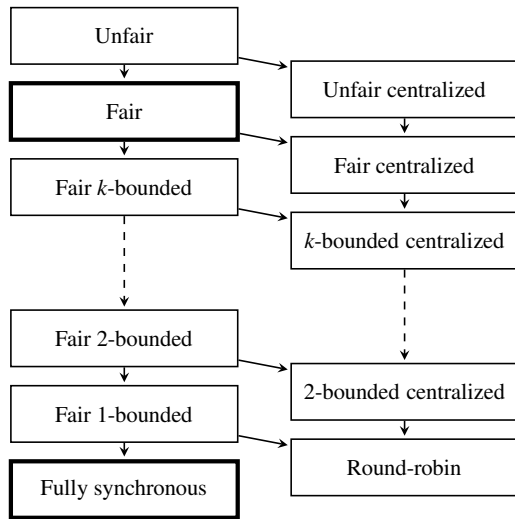 Unfair
Fair
Fair k-bounded
Fair 2-bounded
Fair 1-bounded
Fully synchronous
Unfair centralized
Fair centralized
k-bounded centralized
2-bounded centralized
Round-robin